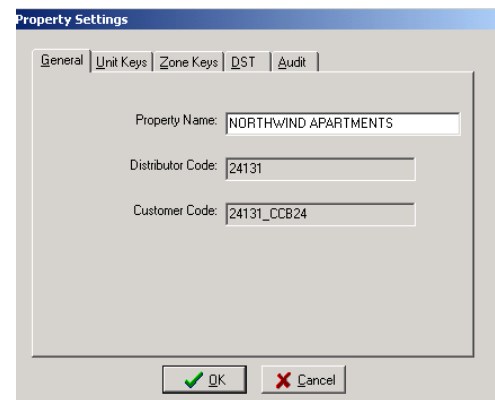 Property Settings
General Unit Keys Zone Keys DST Audit
Property Name: NORTHWIND APARTMENTS
Distributor Code: 24131
Customer Code: 24131_CCB24
OK Cancel